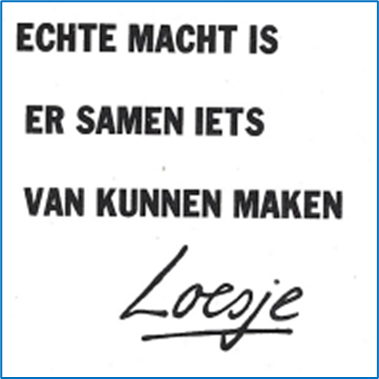 ECHTE MACHT IS
ER SAMEN IETS
VAN KUNNEN MAKEN
Loesje